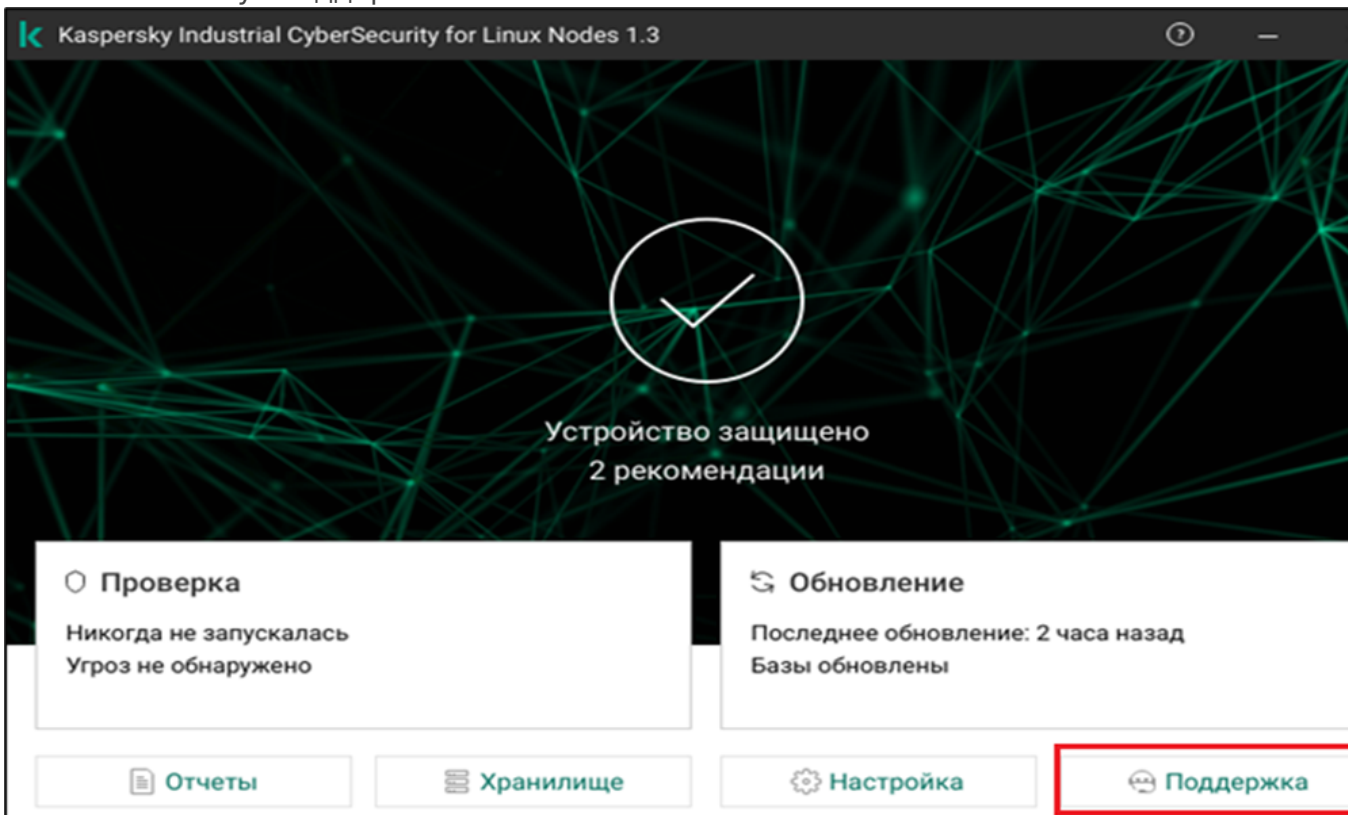 Kaspersky Industrial CyberSecurity for Linux Nodes 1.3
Устройство защищено
2 рекомендации
Проверка
Никогда не запускалась
Угроз не обнаружено
Обновление
Последнее обновление: 2 часа назад
Базы обновлены
Отчеты
Хранилище
Настройка
Поддержка